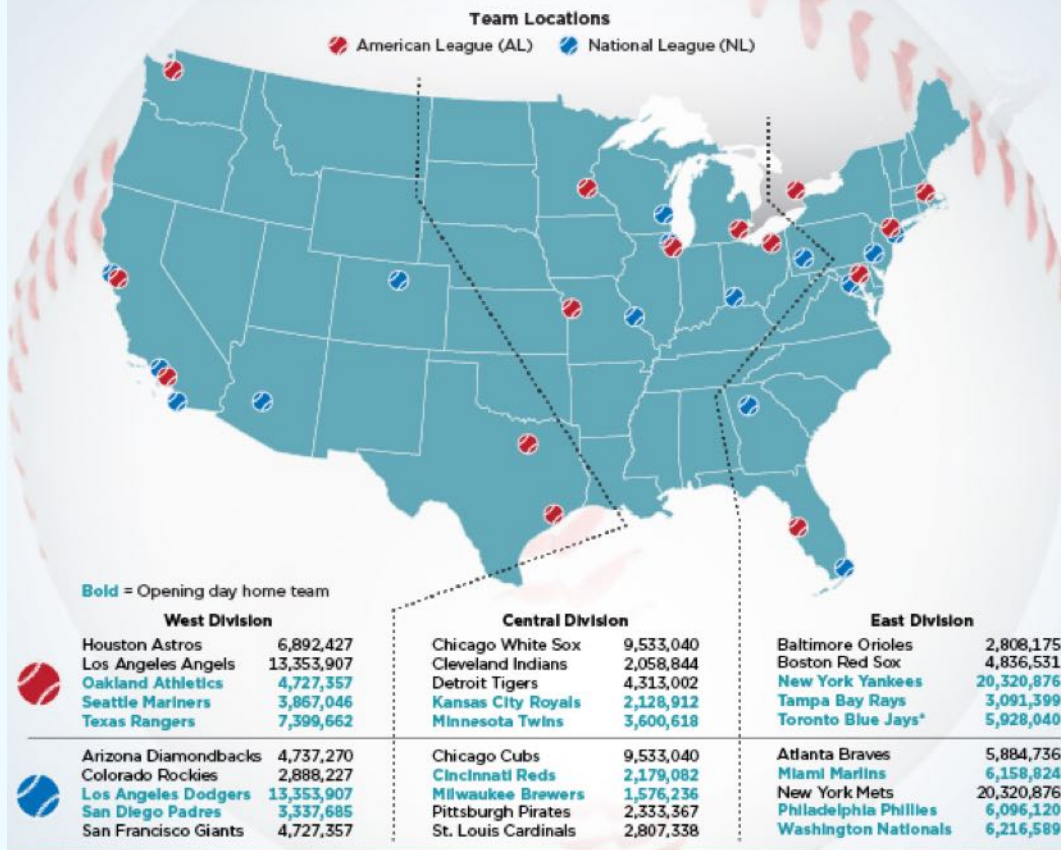 Team Locations
American League (AL) National League (NL)
Bold = Opening day home team
West Division
Houston Astros 6,892,427
Los Angeles Angels 13,353,907
Oakland Athletics 4,727,357
Seattle Mariners 3,867,046
Texas Rangers 7,399,662
Arizona Diamondbacks 4,737,270
Colorado Rockies 2,888,227
Los Angeles Dodgers 13,353,907
San Diego Padres 3,337,685
San Francisco Giants 4,727,357
Central Division
Chicago White Sox 9,533,040
Cleveland Indians 2,058,844
Detroit Tigers 4,313,002
Kansas City Royals 2,128,912
Minnesota Twins 3,600,618
Chicago Cubs 9,533,040
Cincinnati Reds 2,179,082
Milwaukee Brewers 1,576,236
Pittsburgh Pirates 2,333,367
St. Louis Cardinals 2,807,338
East Division
Baltimore Orioles 2,808,175
Boston Red Sox 4,836,531
New York Yankees 20,320,876
Tampa Bay Rays 3,091,399
Toronto Blue Jays* 5,928,040
Atlanta Braves 5,884,736
Miami Marlins 6,158,824
New York Mets 20,320,876
Philadelphia Phillies 6,096,120
Washington Nationals 6,216,589